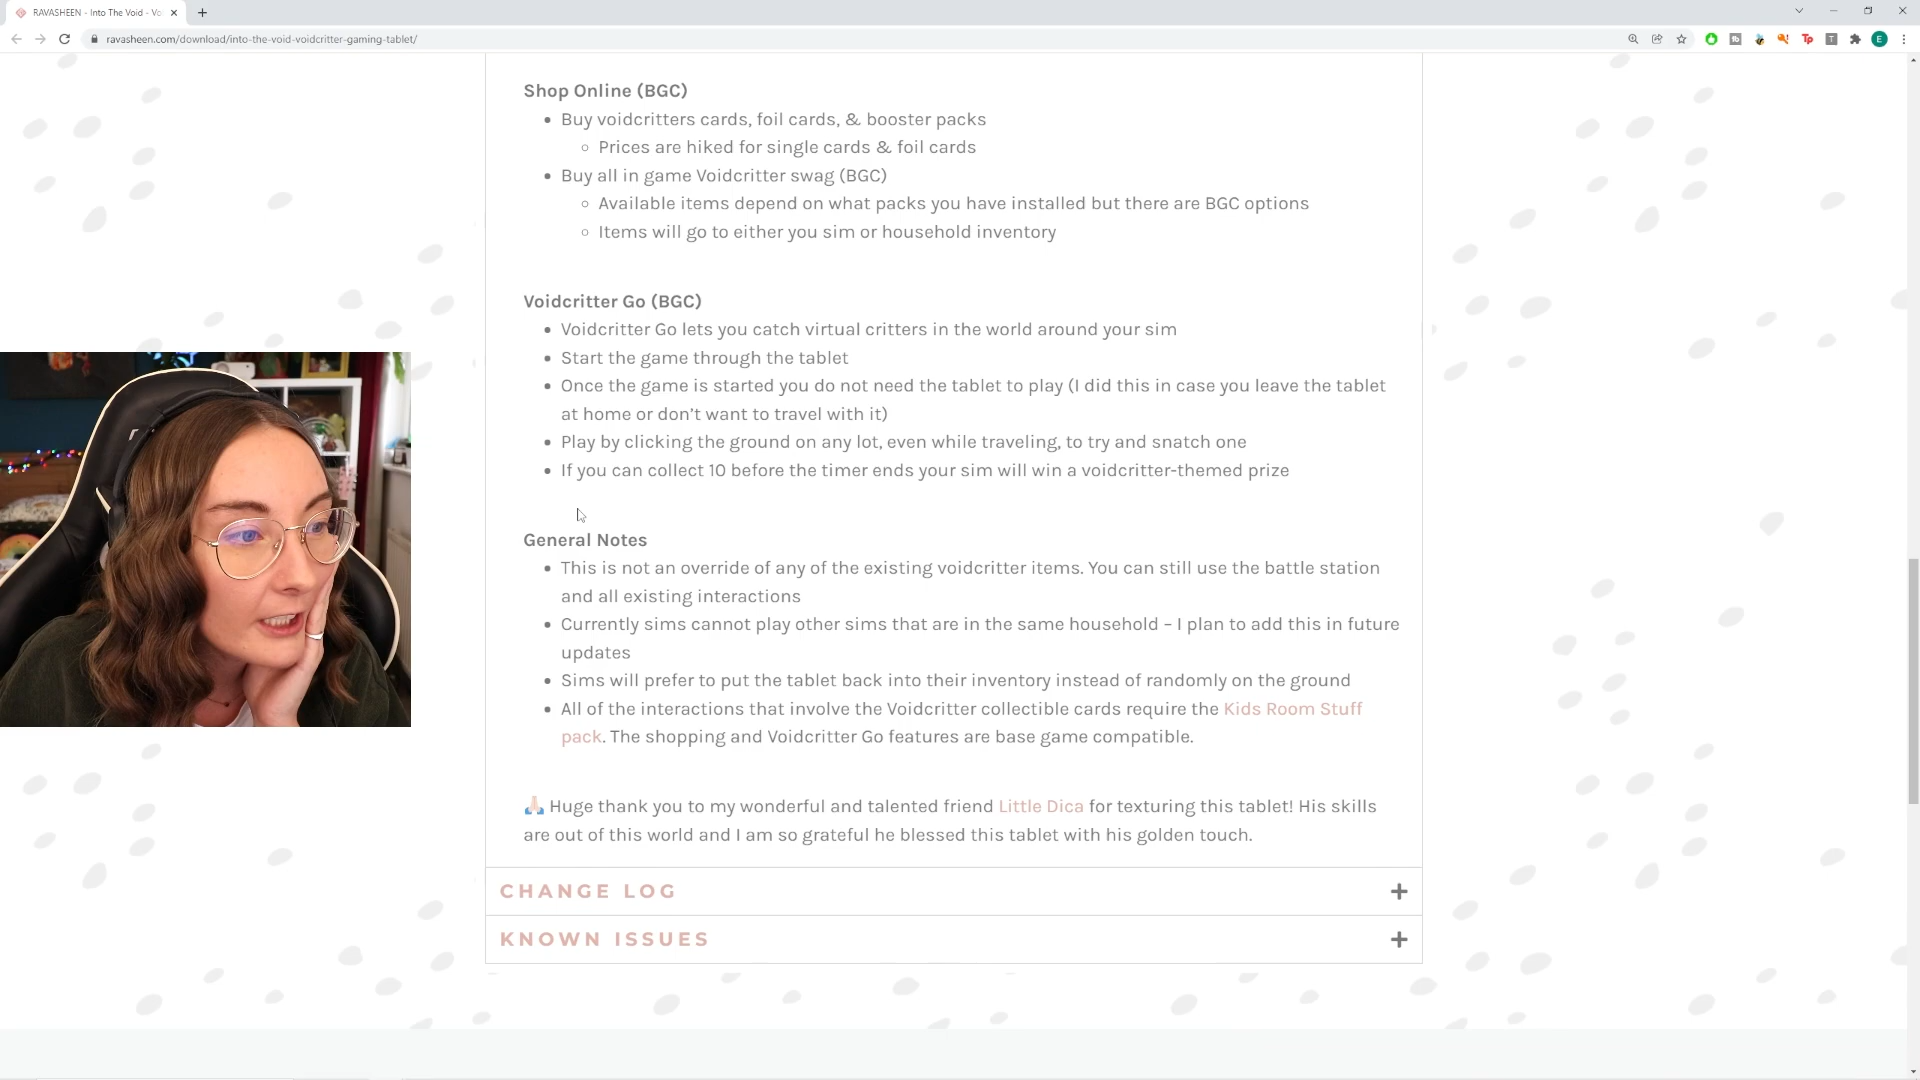 RAVASHEEN - Into The Void - Vo
ravasheen.com/download/into-the-void-voidcritter-gaming-tablet/
Tp
T
E
Shop Online (BGC)
Buy voidcritters cards, foil cards, & booster packs
Prices are hiked for single cards & foil cards
Buy all in game Voidcritter swag (BGC)
Available items depend on what packs you have installed but there are BGC options
Items will go to either you sim or household inventory
Voidcritter Go (BGC)
Voidcritter Go lets you catch virtual critters in the world around your sim
Start the game through the tablet
Once the game is started you do not need the tablet to play (I did this in case you leave the tablet
at home or don't want to travel with it)
Play by clicking the ground on any lot, even while traveling, to try and snatch one
If you can collect 10 before the timer ends your sim will win a voidcritter-themed prize
General Notes
This is not an override of any of the existing voidcritter items. You can still use the battle station
and all existing interactions
Currently sims cannot play other sims that are in the same household – I plan to add this in future
updates
Sims will prefer to put the tablet back into their inventory instead of randomly on the ground
All of the interactions that involve the Voidcritter collectible cards require the Kids Room Stuff
pack. The shopping and Voidcritter Go features are base game compatible.
🙏🏻 Huge thank you to my wonderful and talented friend Little Dica for texturing this tablet! His skills
are out of this world and I am so grateful he blessed this tablet with his golden touch.
CHANGE LOG
KNOWN ISSUES